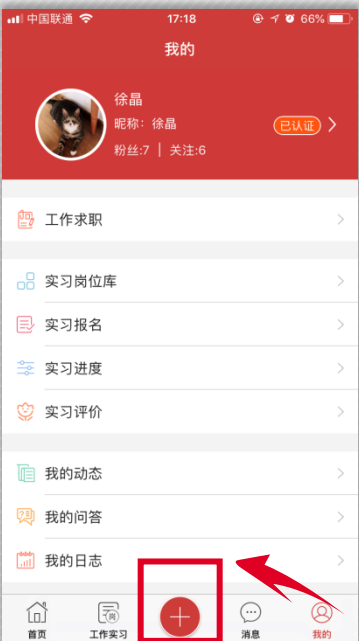 中国联通 17:18 66%
我的
徐晶
昵称：徐晶
已认证
粉丝:7 | 关注:6
工作求职
实习岗位库
实习报名
实习进度
实习评价
我的动态
我的问答
我的日志
首页 工作实习 消息 我的